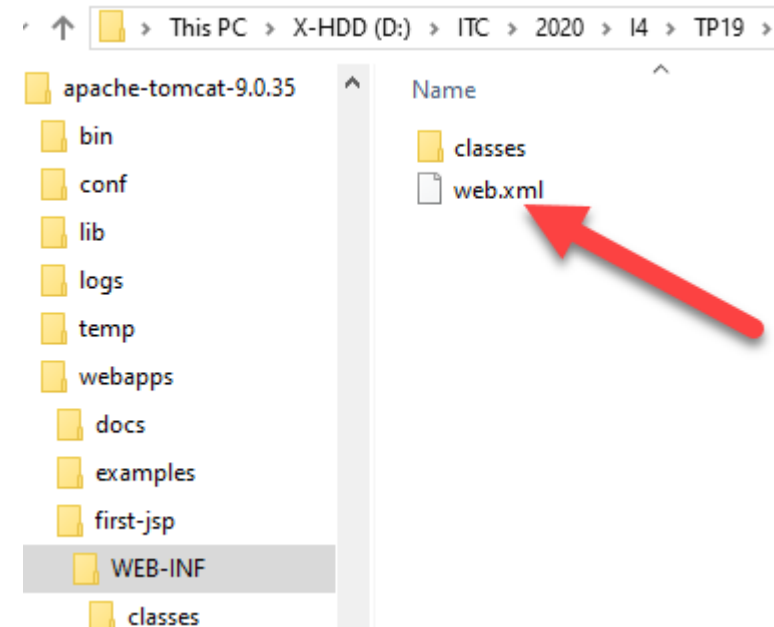 This PC > X-HDD (D:) > ITC > 2020 > I4 > TP19 >
apache-tomcat-9.0.35
bin
conf
lib
logs
temp
webapps
docs
examples
first-jsp
WEB-INF
classes
Name
classes
web.xml